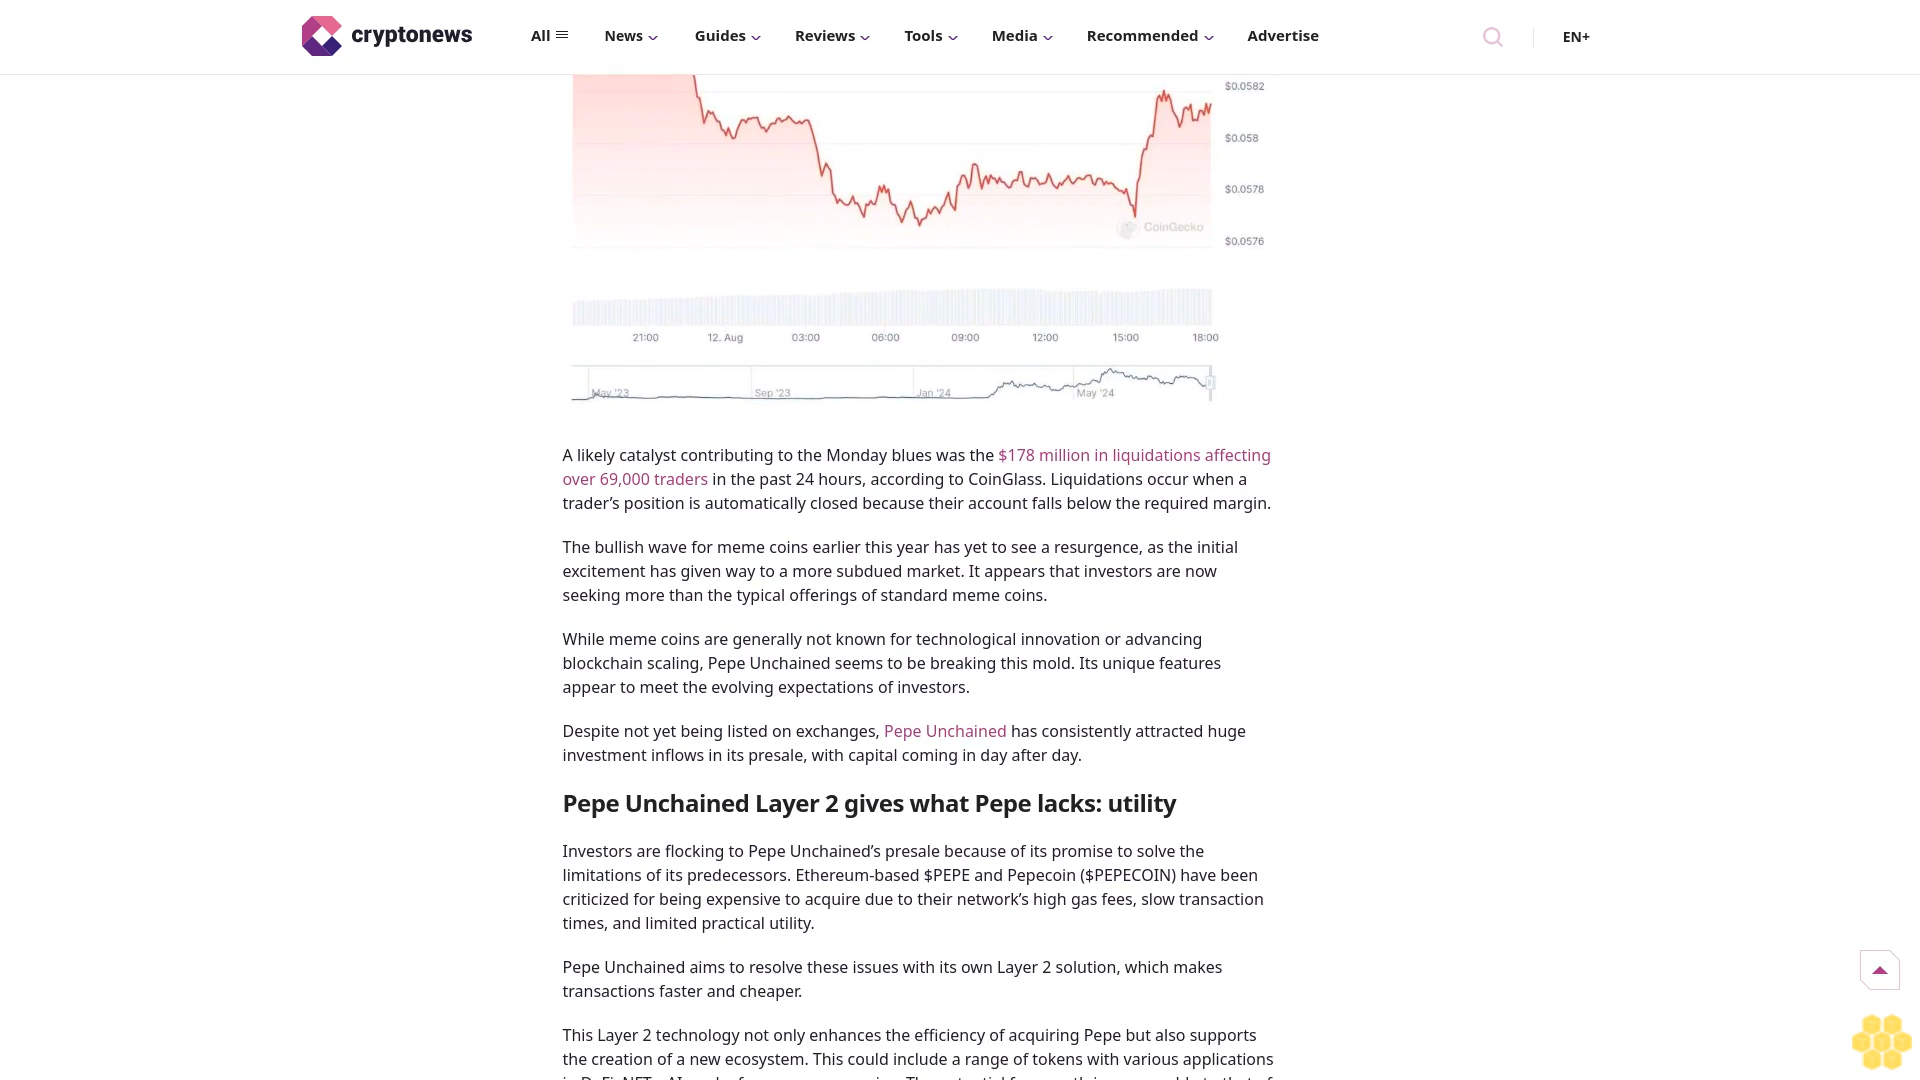 cryptonews
All
News
Guides
Reviews
Tools
Media
Recommended
Advertise
EN+
$0.0582
$0.058
$0.0578
CoinGecko
$0.0576
21:00 12. Aug 03:00 06:00 09:00 12:00 15:00 18:00
May '23 Sep '23 Jan '24 May '24
A likely catalyst contributing to the Monday blues was the $178 million in liquidations affecting
over 69,000 traders in the past 24 hours, according to CoinGlass. Liquidations occur when a
trader’s position is automatically closed because their account falls below the required margin.
The bullish wave for meme coins earlier this year has yet to see a resurgence, as the initial
excitement has given way to a more subdued market. It appears that investors are now
seeking more than the typical offerings of standard meme coins.
While meme coins are generally not known for technological innovation or advancing
blockchain scaling, Pepe Unchained seems to be breaking this mold. Its unique features
appear to meet the evolving expectations of investors.
Despite not yet being listed on exchanges, Pepe Unchained has consistently attracted huge
investment inflows in its presale, with capital coming in day after day.
Pepe Unchained Layer 2 gives what Pepe lacks: utility
Investors are flocking to Pepe Unchained’s presale because of its promise to solve the
limitations of its predecessors. Ethereum-based $PEPE and Pepecoin ($PEPECOIN) have been
criticized for being expensive to acquire due to their network’s high gas fees, slow transaction
times, and limited practical utility.
Pepe Unchained aims to resolve these issues with its own Layer 2 solution, which makes
transactions faster and cheaper.
This Layer 2 technology not only enhances the efficiency of acquiring Pepe but also supports
the creation of a new ecosystem. This could include a range of tokens with various applications